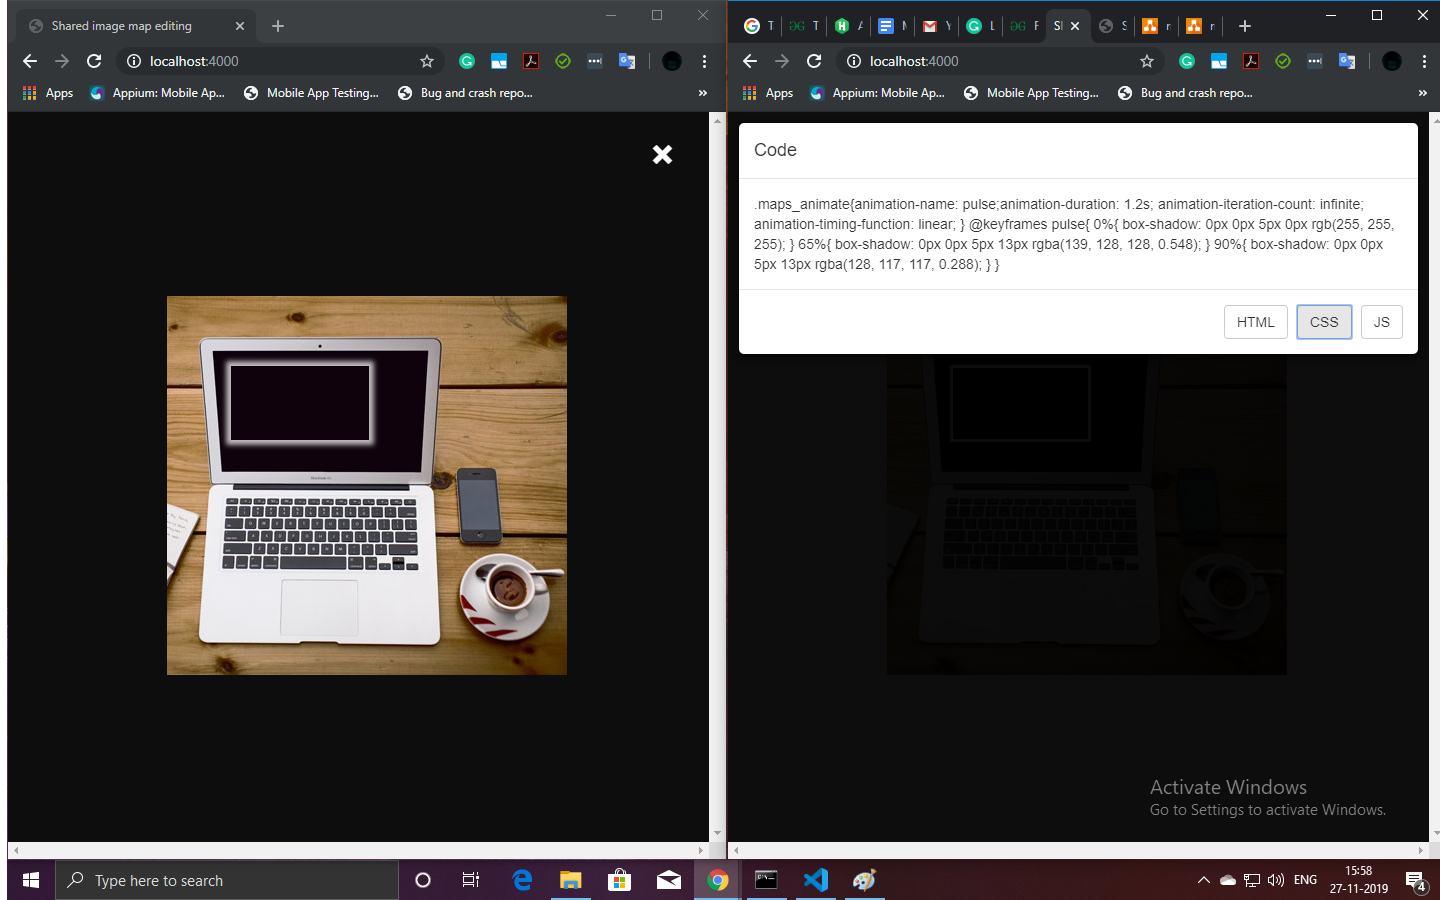 Shared image map editing
localhost:4000
Apps
Appium: Mobile Ap...
Mobile App Testing...
Bug and crash repo...
»
T
T
A
M
Y
L
F
S
localhost:4000
Apps
Appium: Mobile Ap...
Mobile App Testing...
Bug and crash repo...
»
Code
.maps_animate{animation-name: pulse;animation-duration: 1.2s; animation-iteration-count: infinite;
animation-timing-function: linear; } @keyframes pulse{ 0%{ box-shadow: 0px 0px 5px 0px rgb(255, 255,
255); } 65%{ box-shadow: 0px 0px 5px 13px rgba(139, 128, 128, 0.548); } 90%{ box-shadow: 0px 0px
5px 13px rgba(128, 117, 117, 0.288); } }
HTML
CSS
JS
Activate Windows
Go to Settings to activate Windows.
Type here to search
ENG
15:58
27-11-2019
4